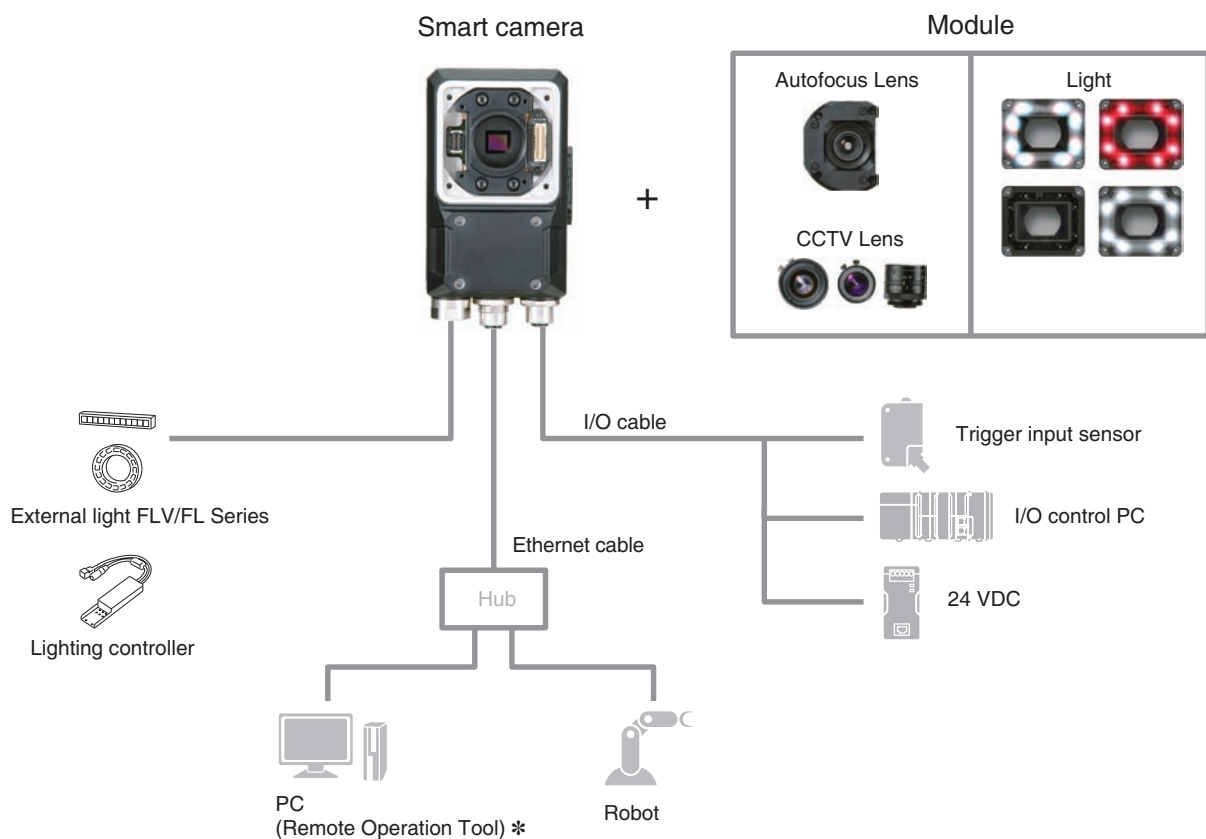 Smart camera
Module
Autofocus Lens
Light
+
CCTV Lens
I/O cable
Trigger input sensor
External light FLV/FL Series
I/O control PC
Ethernet cable
Hub
24 VDC
Lighting controller
PC
(Remote Operation Tool) *
Robot